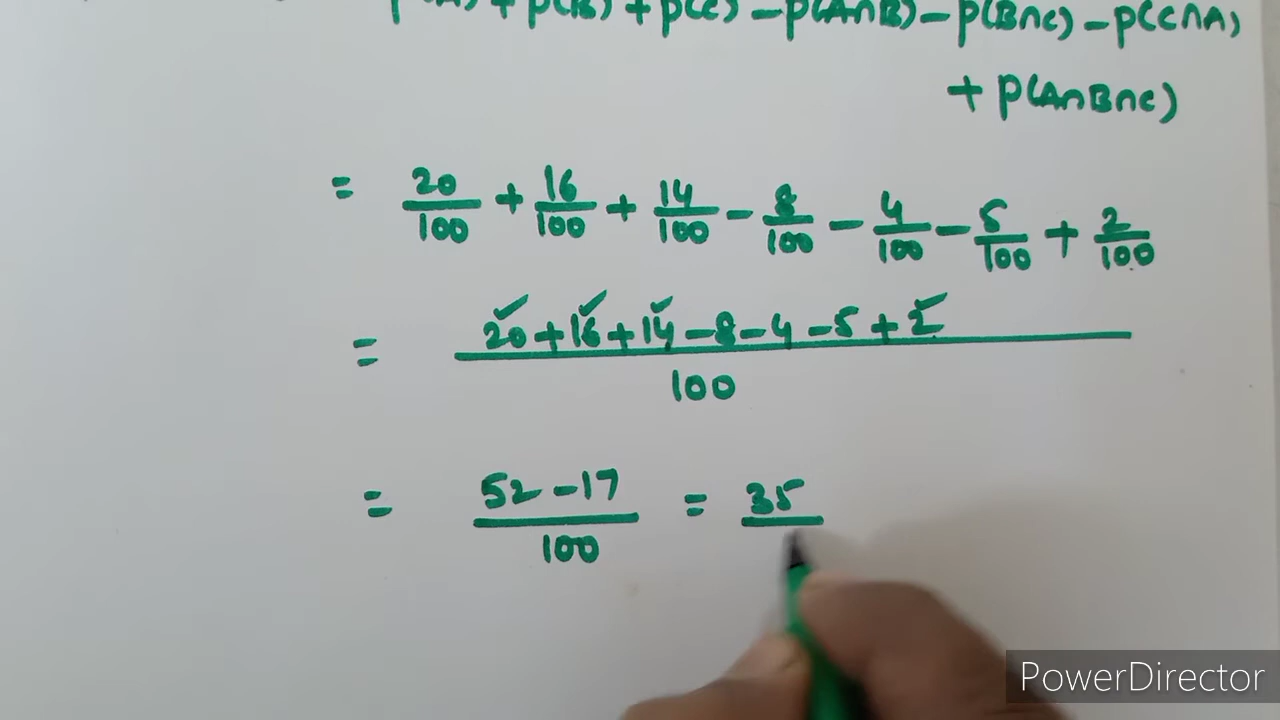 P(A) + P(B) + P(C) - P(A∩B) - P(B∩C) - P(C∩A)
+ P(A∩B∩C)
= 20/100 + 16/100 + 14/100 - 8/100 - 4/100 - 5/100 + 2/100
= 20 + 16 + 14 - 8 - 4 - 5 + 2 / 100
= 52 - 17 / 100 = 35
PowerDirector